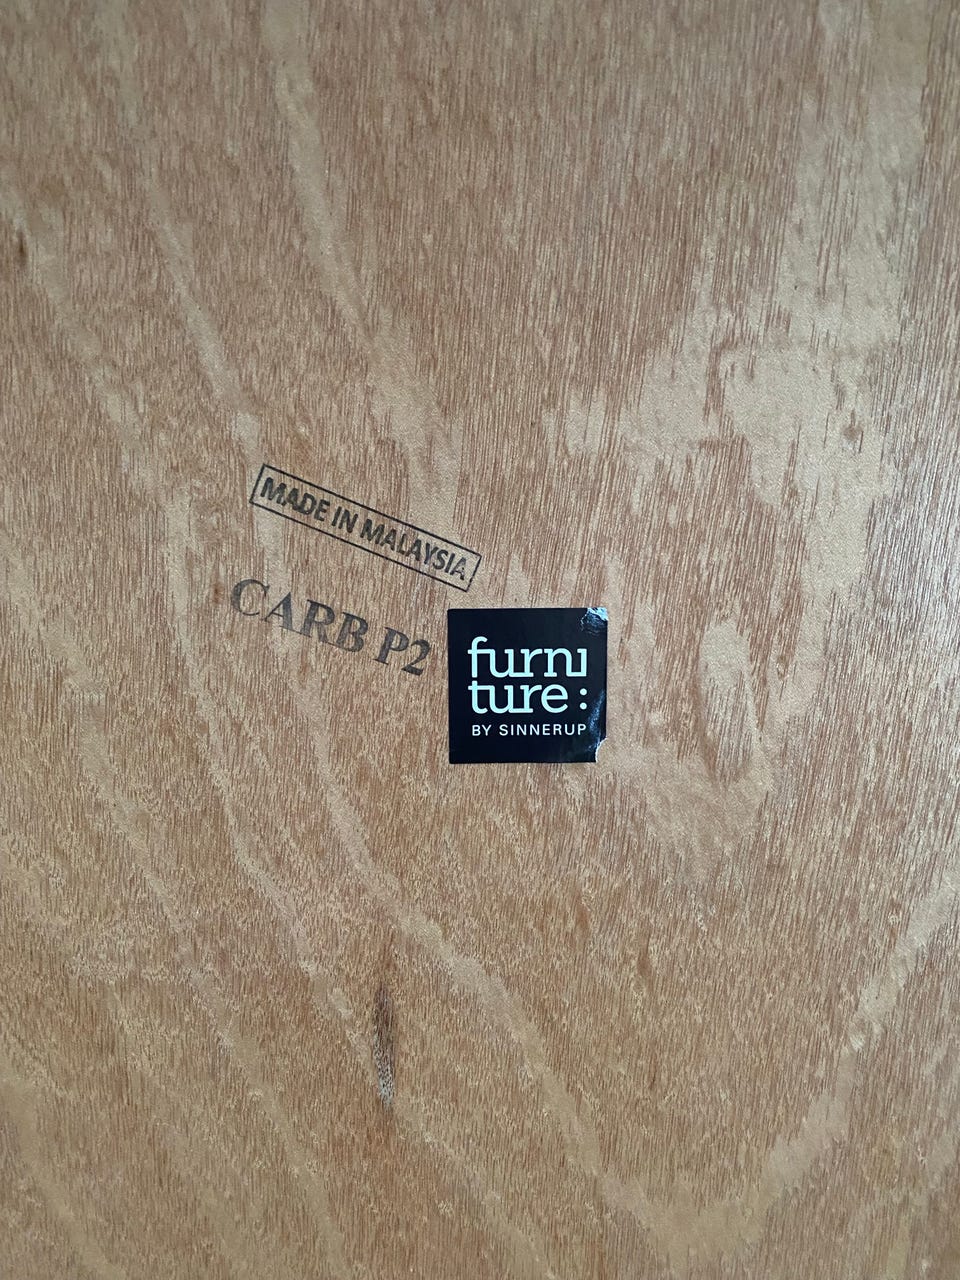 MADE IN MALAYSIA
CARB P2
furni
ture:
BY SINNERUP